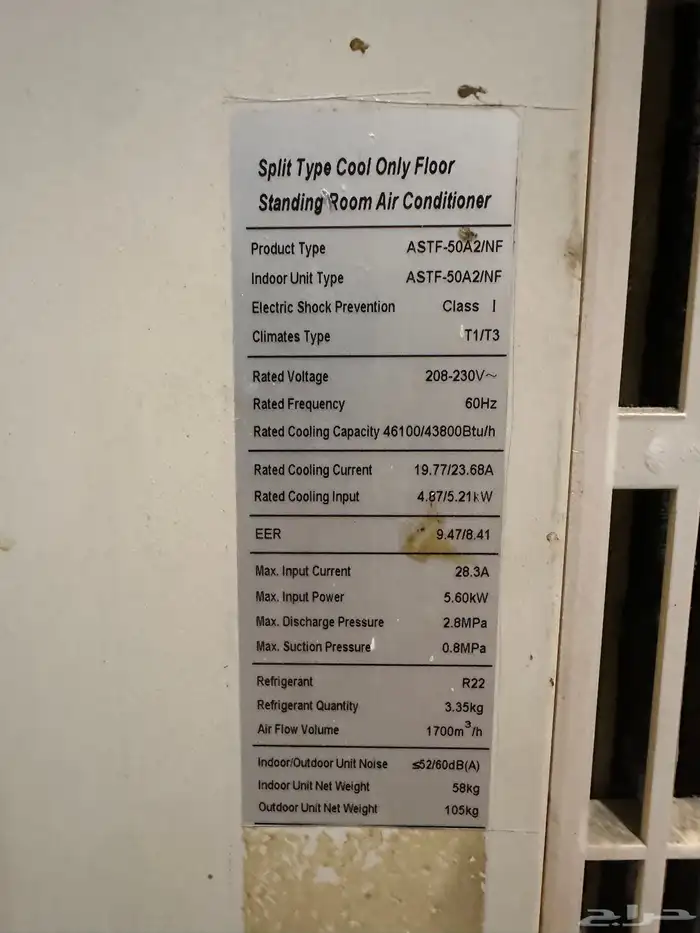 Split Type Cool Only Floor
Standing Room Air Conditioner
Product Type ASTF-50A2/NF
Indoor Unit Type ASTF-50A2/NF
Electric Shock Prevention Class I
Climates Type T1/T3
Rated Voltage 208-230V~
Rated Frequency 60Hz
Rated Cooling Capacity 46100/43800Btu/h
Rated Cooling Current 19.77/23.68A
Rated Cooling Input 4.87/5.21kW
EER 9.47/8.41
Max. Input Current 28.3A
Max. Input Power 5.60kW
Max. Discharge Pressure 2.8MPa
Max. Suction Pressure 0.8MPa
Refrigerant R22
Refrigerant Quantity 3.35kg
Air Flow Volume 1700m³/h
Indoor/Outdoor Unit Noise ≤52/60dB(A)
Indoor Unit Net Weight 58kg
Outdoor Unit Net Weight 105kg
حراج